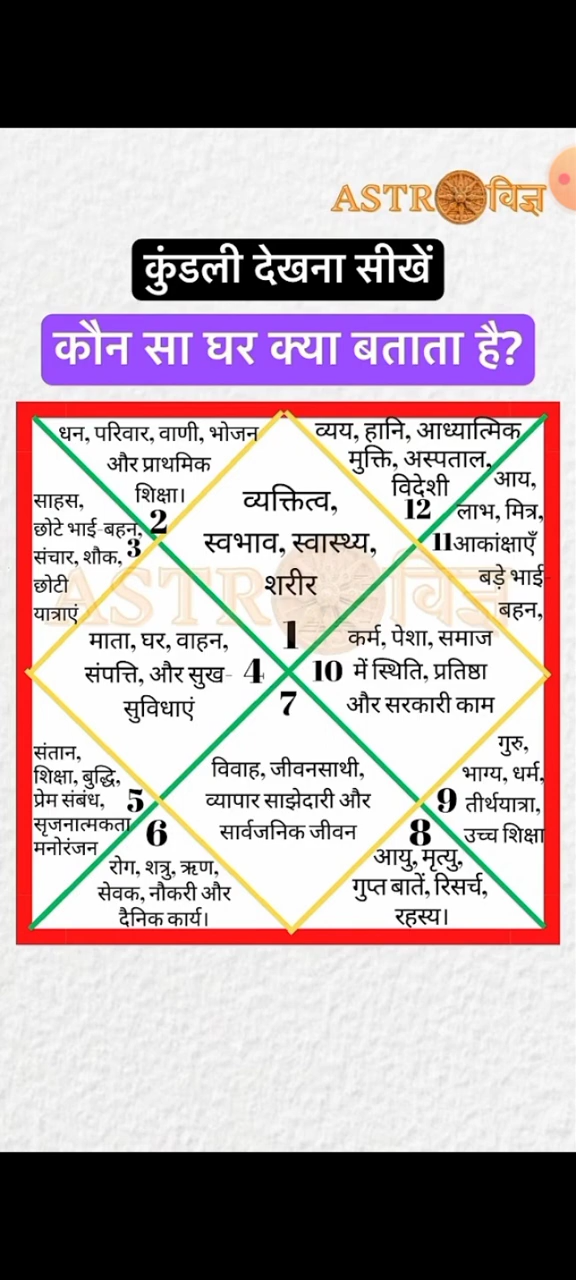 ASTROविज्ञ
कुंडली देखना सीखें
कौन सा घर क्या बताता है?
धन, परिवार, वाणी, भोजन
और प्राथमिक
शिक्षा।
2
व्यक्तित्व,
स्वभाव, स्वास्थ्य,
शरीर
1
व्यय, हानि, आध्यात्मिक
मुक्ति, अस्पताल,
विदेशी
12
साहस,
छोटे भाई-बहन,
संचार, शौक, 3
छोटी
यात्राएं
आय,
लाभ, मित्र,
11आकांक्षाएँ
बड़े भाई-
बहन,
ASTROविज्ञ
माता, घर, वाहन,
संपत्ति, और सुख- 4
सुविधाएं
कर्म, पेशा, समाज
10 में स्थिति, प्रतिष्ठा
और सरकारी काम
7
विवाह, जीवनसाथी,
व्यापार साझेदारी और
सार्वजनिक जीवन
संतान,
शिक्षा, बुद्धि,
प्रेम संबंध, 5
सृजनात्मकता
मनोरंजन
6
रोग, शत्रु, ऋण,
सेवक, नौकरी और
दैनिक कार्य।
गुरु,
भाग्य, धर्म,
9 तीर्थयात्रा,
उच्च शिक्षा
8
आयु, मृत्यु,
गुप्त बातें, रिसर्च,
रहस्य।